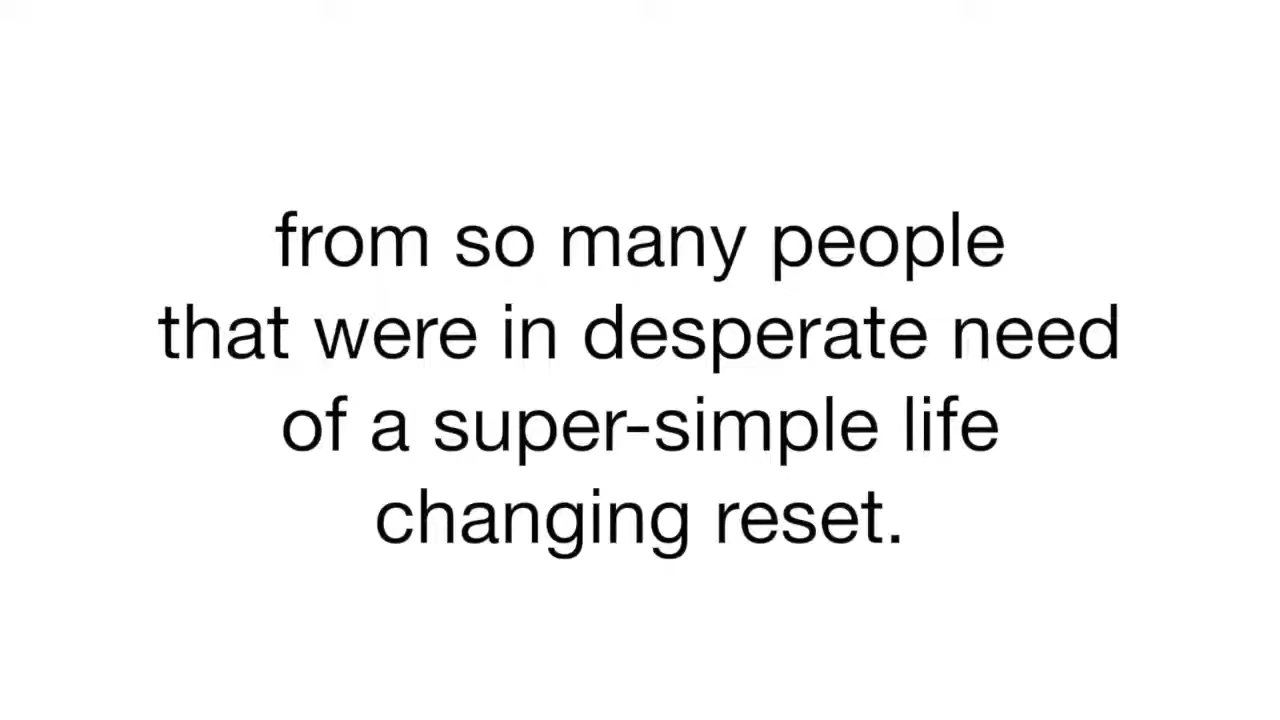 from so many people
that were in desperate need
of a super-simple life
changing reset.